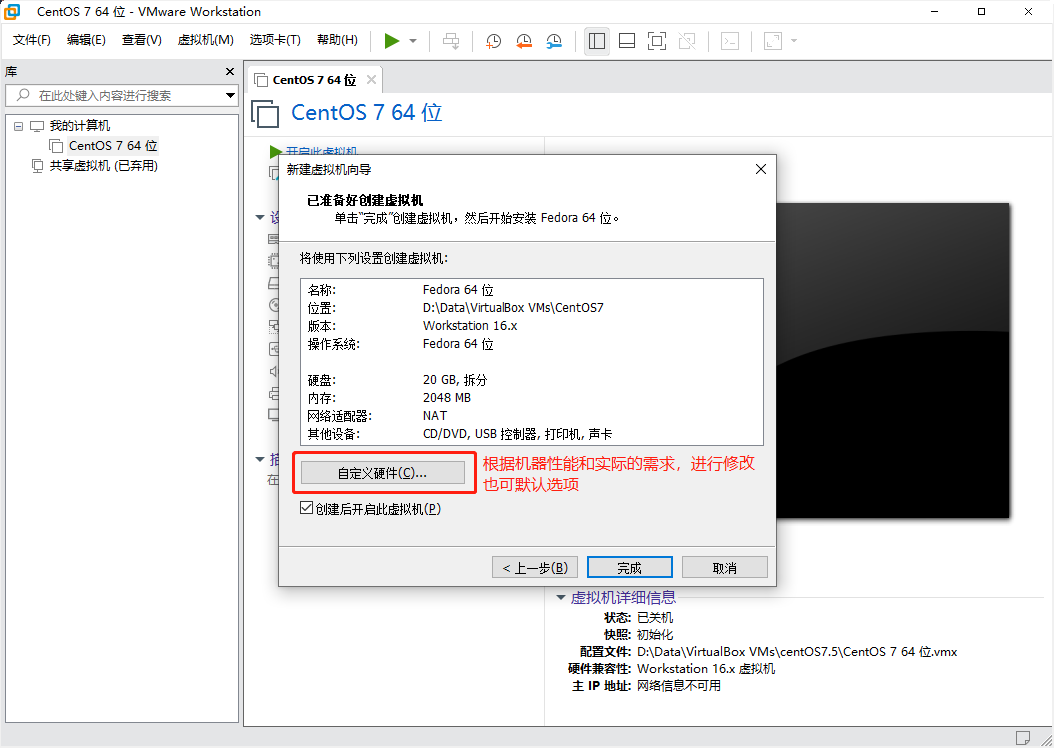 CentOS 7 64 位 - VMware Workstation
文件(F) 编辑(E) 查看(V) 虚拟机(M) 选项卡(T) 帮助(H)
库
在此处键入内容进行搜索
我的计算机
CentOS 7 64 位
共享虚拟机 (已弃用)
CentOS 7 64 位
CentOS 7 64 位
开启此虚拟机
新建虚拟机向导
已准备好创建虚拟机
单击“完成”创建虚拟机，然后开始安装 Fedora 64 位。
将使用下列设置创建虚拟机:
名称: Fedora 64 位
位置: D:\Data\VirtualBox VMs\CentOS7
版本: Workstation 16.x
操作系统: Fedora 64 位
硬盘: 20 GB, 拆分
内存: 2048 MB
网络适配器: NAT
其他设备: CD/DVD, USB 控制器, 打印机, 声卡
自定义硬件(C)...
根据机器性能和实际的需求，进行修改
也可默认选项
创建后开启此虚拟机(P)
< 上一步(B) 完成 取消
虚拟机详细信息
状态: 已关机
快照: 初始化
配置文件: D:\Data\VirtualBox VMs\centOS7.5\CentOS 7 64 位.vmx
硬件兼容性: Workstation 16.x 虚拟机
主 IP 地址: 网络信息不可用